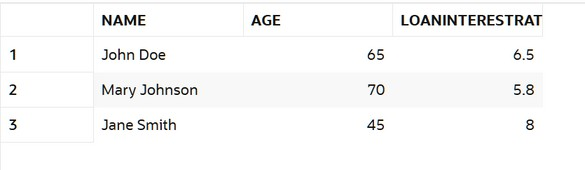 NAME AGE LOANINTERESTRAT
1 John Doe 65 6.5
2 Mary Johnson 70 5.8
3 Jane Smith 45 8